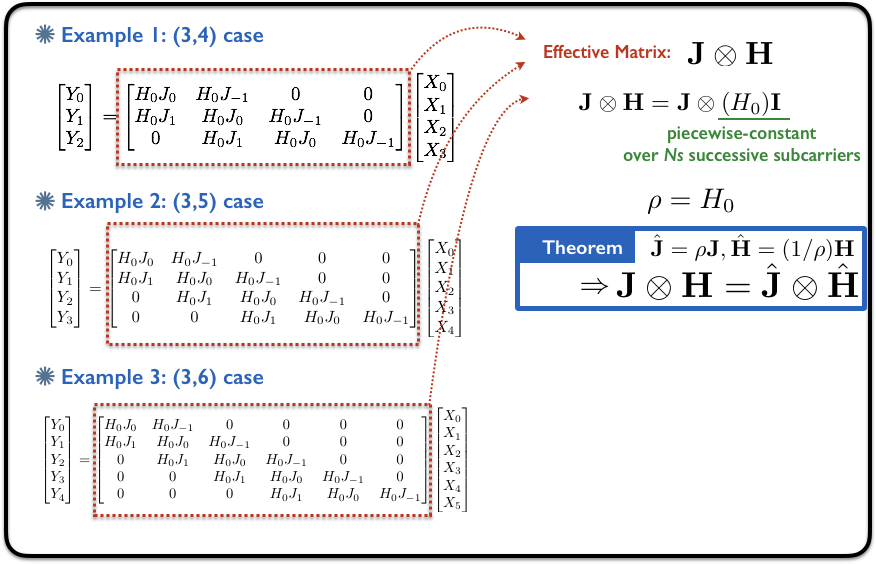 ✺ Example 1: (3,4) case
[Y₀; Y₁; Y₂] = [H₀J₀ H₀J₋₁ 0 0; H₀J₁ H₀J₀ H₀J₋₁ 0; 0 H₀J₁ H₀J₀ H₀J₋₁] [X₀; X₁; X₂; X₃]
✺ Example 2: (3,5) case
[Y₀; Y₁; Y₂; Y₃] = [H₀J₀ H₀J₋₁ 0 0 0; H₀J₁ H₀J₀ H₀J₋₁ 0 0; 0 H₀J₁ H₀J₀ H₀J₋₁ 0; 0 0 H₀J₁ H₀J₀ H₀J₋₁] [X₀; X₁; X₂; X₃; X₄]
✺ Example 3: (3,6) case
[Y₀; Y₁; Y₂; Y₃; Y₄] = [H₀J₀ H₀J₋₁ 0 0 0 0; H₀J₁ H₀J₀ H₀J₋₁ 0 0 0; 0 H₀J₁ H₀J₀ H₀J₋₁ 0 0; 0 0 H₀J₁ H₀J₀ H₀J₋₁ 0; 0 0 0 H₀J₁ H₀J₀ H₀J₋₁] [X₀; X₁; X₂; X₃; X₄; X₅]
Effective Matrix: J ⊗ H
J ⊗ H = J ⊗ (H₀)I
piecewise-constant
over Ns successive subcarriers
ρ = H₀
Theorem Ĵ = ρJ, Ĥ = (1/ρ)H
⇒ J ⊗ H = Ĵ ⊗ Ĥ